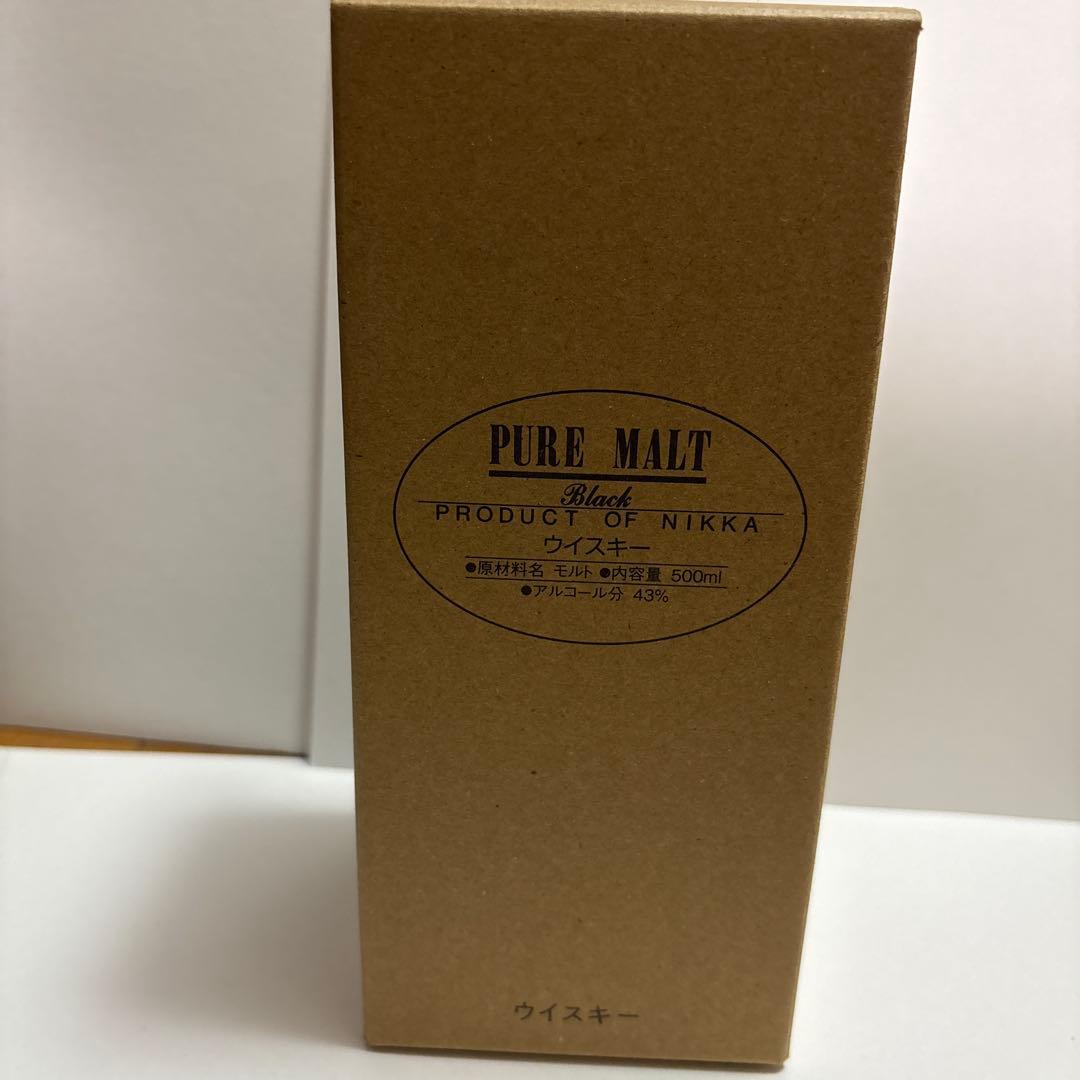 PURE MALT
Black
PRODUCT OF NIKKA
ウイスキー
●原材料名 モルト ●内容量 500ml
●アルコール分 43%
ウイスキー